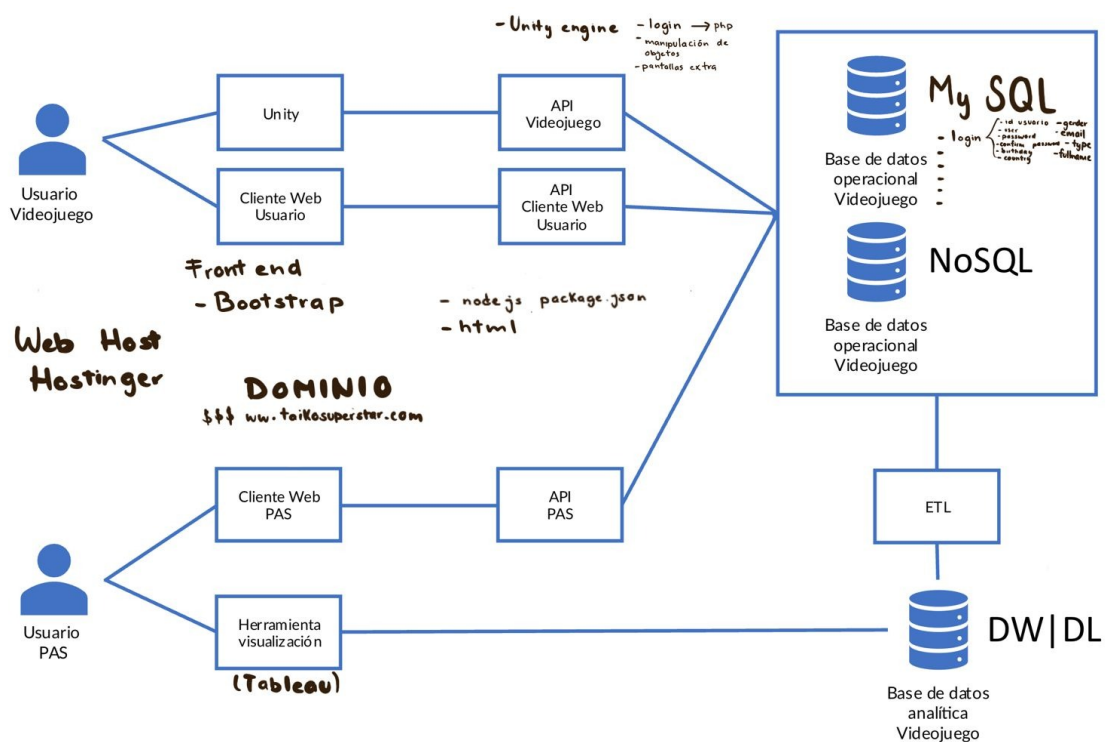 - Unity engine
- login → php
- manipulación de
objetos
- pantallas extra
Unity
API
Videojuego
Usuario
Videojuego
Cliente Web
Usuario
API
Cliente Web
Usuario
My SQL
- login
- id usuario
- user
- password
- confirm password
- birthday
- country
- gender
- email
- type
- fullname
-
-
-
-
-
Base de datos
operacional
Videojuego
NoSQL
Base de datos
operacional
Videojuego
Front end
- Bootstrap
- node.js package.json
- html
Web Host
Hostinger
DOMINIO
$$$ ww.taikosuperstar.com
Cliente Web
PAS
API
PAS
ETL
Usuario
PAS
Herramienta
visualización
(Tableau)
DW|DL
Base de datos
analítica
Videojuego